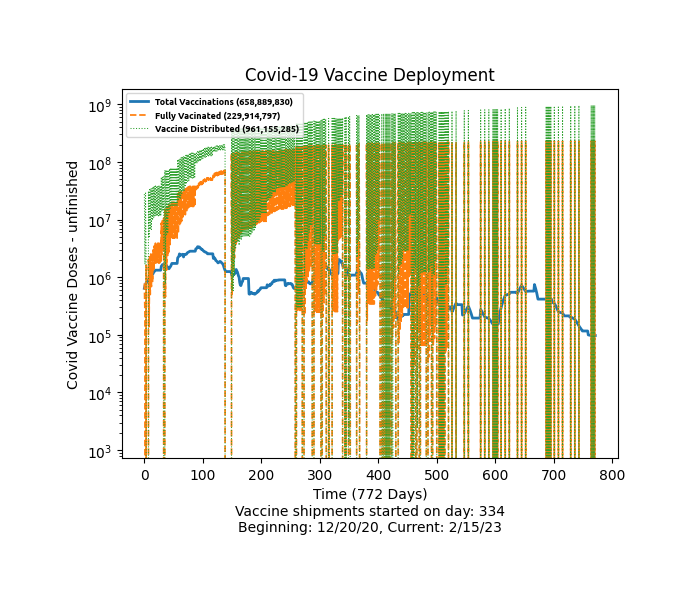 Covid-19 Vaccine Deployment
Total Vaccinations (658,889,830)
Fully Vacinated (229,914,797)
Vaccine Distributed (961,155,285)
Covid Vaccine Doses - unfinished
10⁹
10⁸
10⁷
10⁶
10⁵
10⁴
10³
0 100 200 300 400 500 600 700 800
Time (772 Days)
Vaccine shipments started on day: 334
Beginning: 12/20/20, Current: 2/15/23